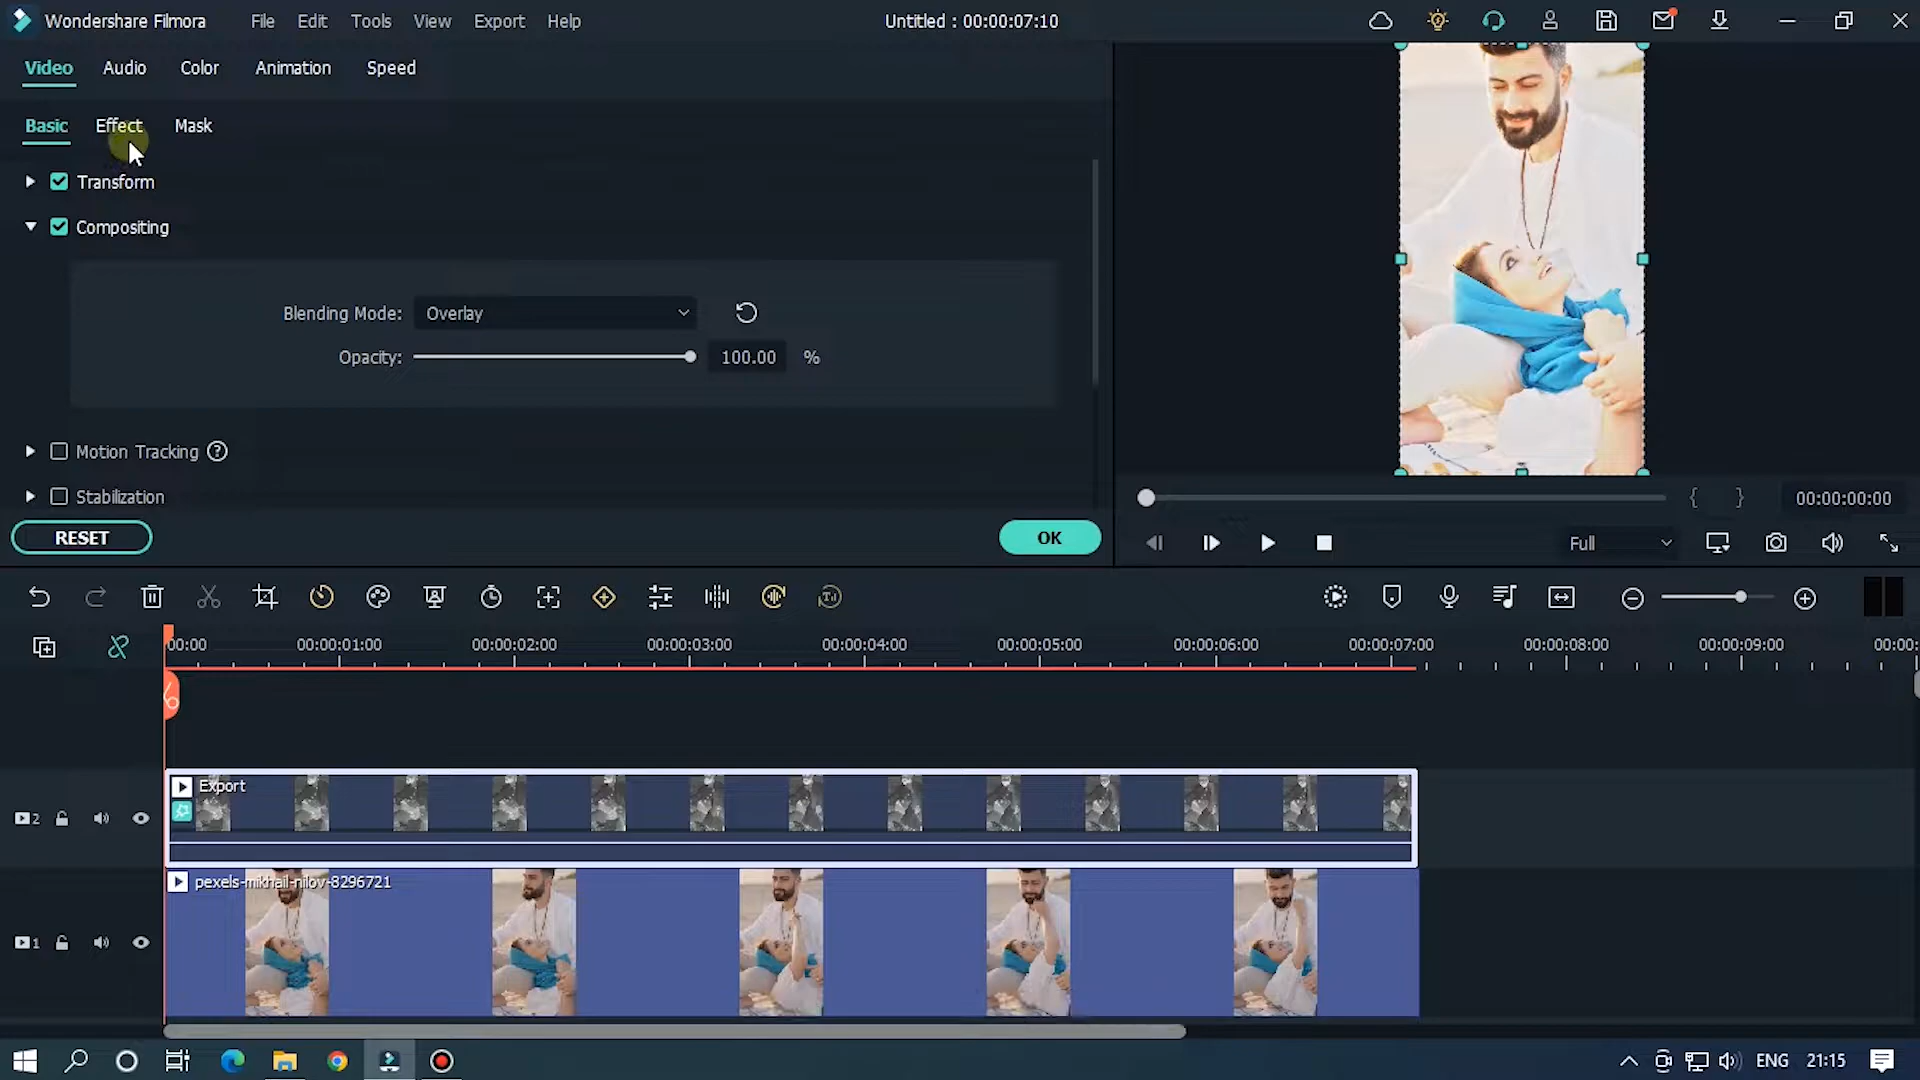 Wondershare Filmora File Edit Tools View Export Help Untitled : 00:00:07:10
Video Audio Color Animation Speed
Basic Effect Mask
Transform
Compositing
Blending Mode: Overlay
Opacity: 100.00 %
Motion Tracking ?
Stabilization
{ } 00:00:00:00
RESET OK Full
00:00 00:00:01:00 00:00:02:00 00:00:03:00 00:00:04:00 00:00:05:00 00:00:06:00 00:00:07:00 00:00:08:00 00:00:09:00 00:00:
Export
2
pexels-mikhail-nilov-8296721
1
ENG 21:15